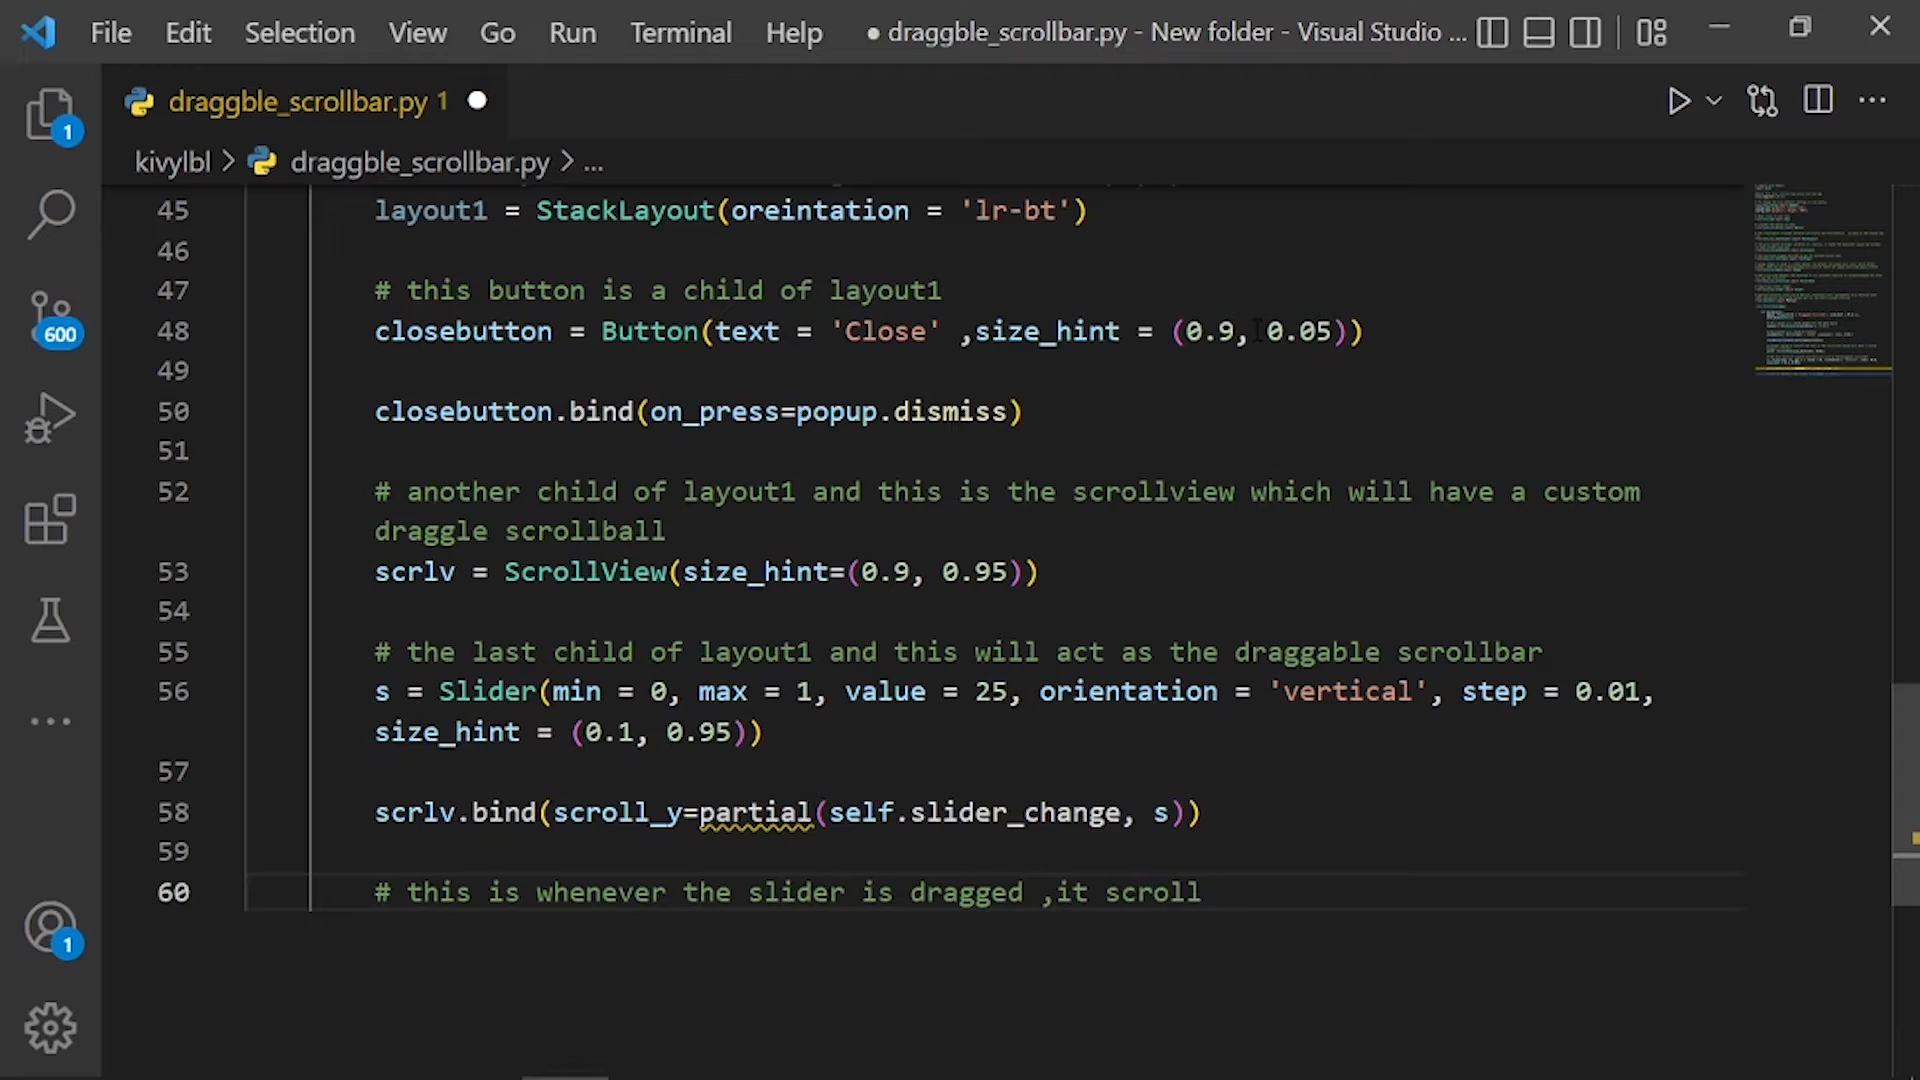 File Edit Selection View Go Run Terminal Help ● draggble_scrollbar.py - New folder - Visual Studio ...
draggble_scrollbar.py 1
kivylbl > draggble_scrollbar.py > ...
1
600
1
45 layout1 = StackLayout(oreintation = 'lr-bt')
46
47 # this button is a child of layout1
48 closebutton = Button(text = 'Close' ,size_hint = (0.9, 0.05))
49
50 closebutton.bind(on_press=popup.dismiss)
51
52 # another child of layout1 and this is the scrollview which will have a custom
draggle scrollball
53 scrlv = ScrollView(size_hint=(0.9, 0.95))
54
55 # the last child of layout1 and this will act as the draggable scrollbar
56 s = Slider(min = 0, max = 1, value = 25, orientation = 'vertical', step = 0.01,
size_hint = (0.1, 0.95))
57
58 scrlv.bind(scroll_y=partial(self.slider_change, s))
59
60 # this is whenever the slider is dragged ,it scroll